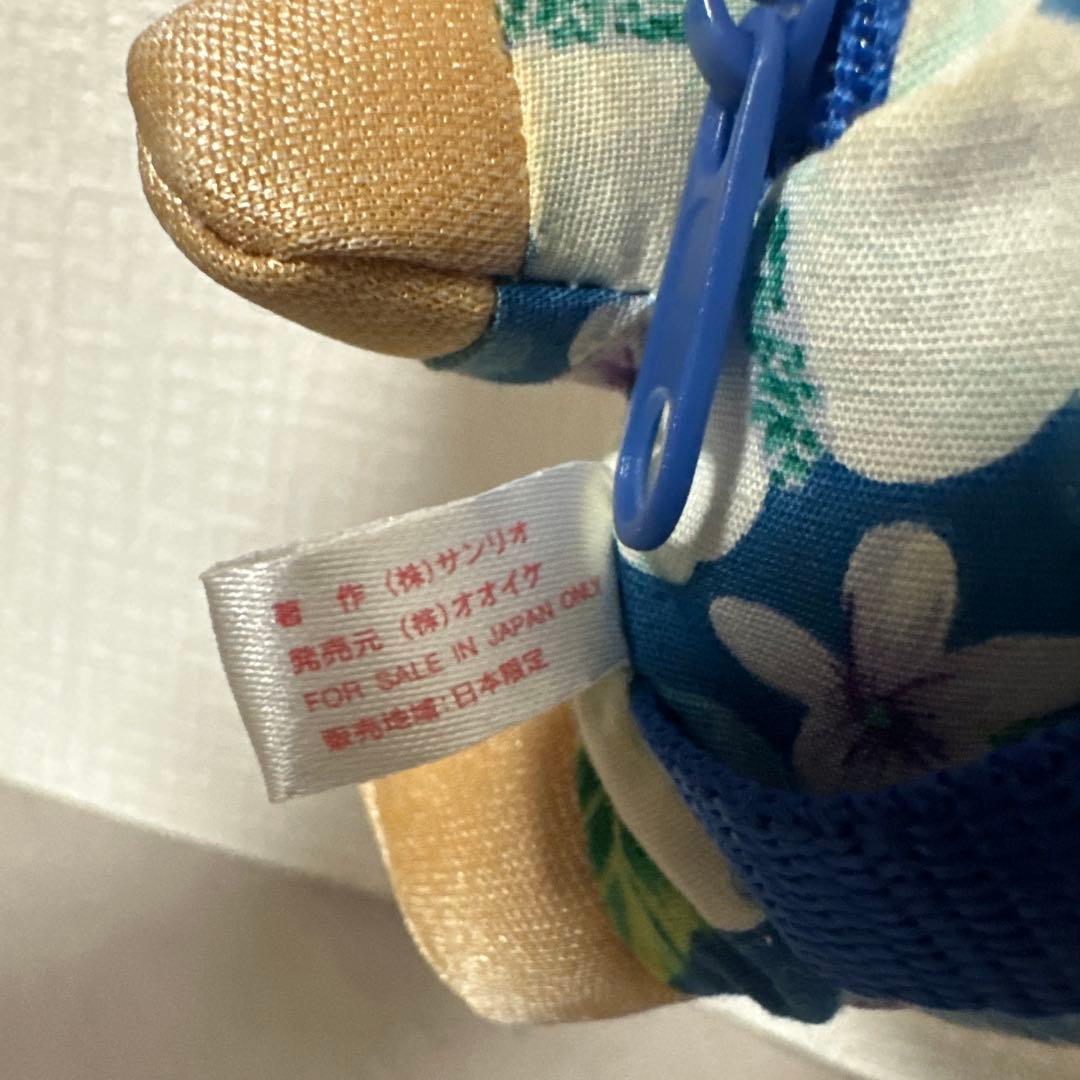 著　作 (株)サンリオ
発売元 (株)オオイケ
FOR SALE IN JAPAN ONLY
販売地域:日本限定